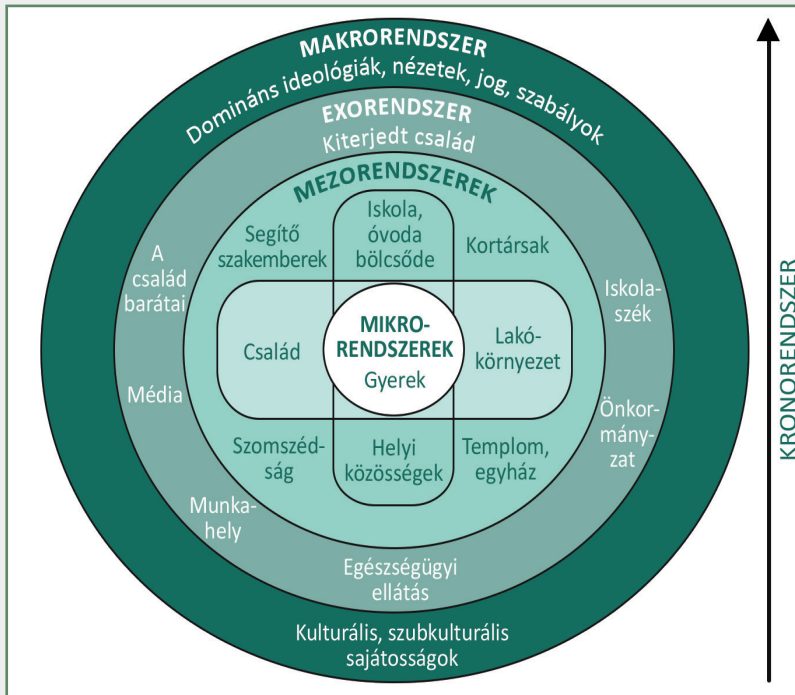 MAKRORENDSZER
Domináns ideológiák, nézetek, jog, szabályok
EXORENDSZER
Kiterjedt család
MEZORENDSZEREK
Segítő
szakemberek
Iskola,
óvoda
bölcsőde
Kortársak
A
család
barátai
Iskola-
szék
Család
MIKRO-
RENDSZEREK
Gyerek
Lakó-
környezet
Média
Önkor-
mány-
zat
Szomszéd-
ság
Helyi
közösségek
Templom,
egyház
Munka-
hely
Egészségügyi
ellátás
Kulturális, szubkulturális
sajátosságok
KRONORENDSZER